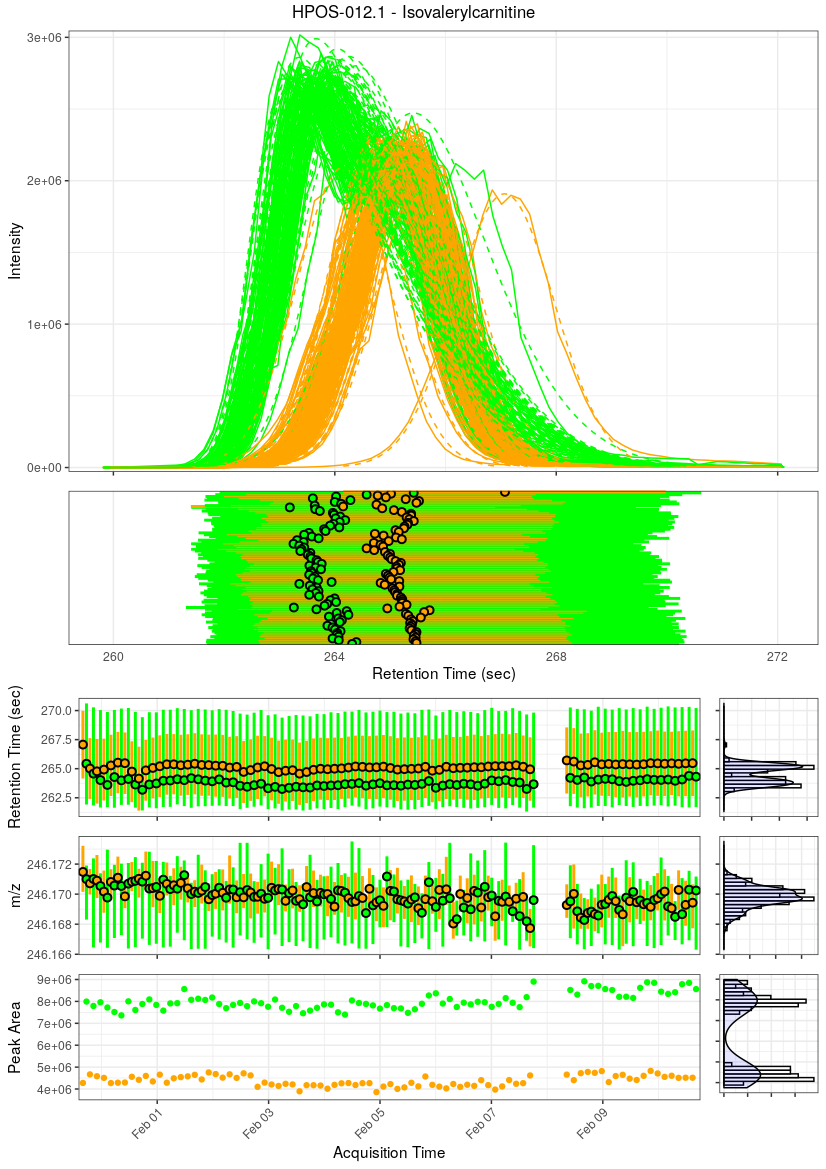 HPOS-012.1 - Isovalerylcarnitine
3e+06
2e+06
1e+06
0e+00
Intensity
260
264
268
272
Retention Time (sec)
270.0
267.5
265.0
262.5
Retention Time (sec)
246.172
246.170
246.168
246.166
m/z
9e+06
8e+06
7e+06
6e+06
5e+06
4e+06
Peak Area
Feb 01
Feb 03
Feb 05
Feb 07
Feb 09
Acquisition Time